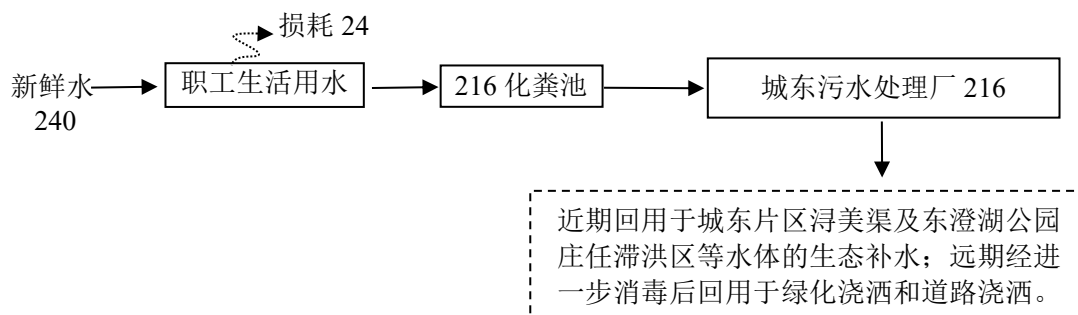 损耗 24
新鲜水
240
职工生活用水
216 化粪池
城东污水处理厂 216
近期回用于城东片区浔美渠及东澄湖公园
庄任滞洪区等水体的生态补水；远期经进
一步消毒后回用于绿化浇洒和道路浇洒。